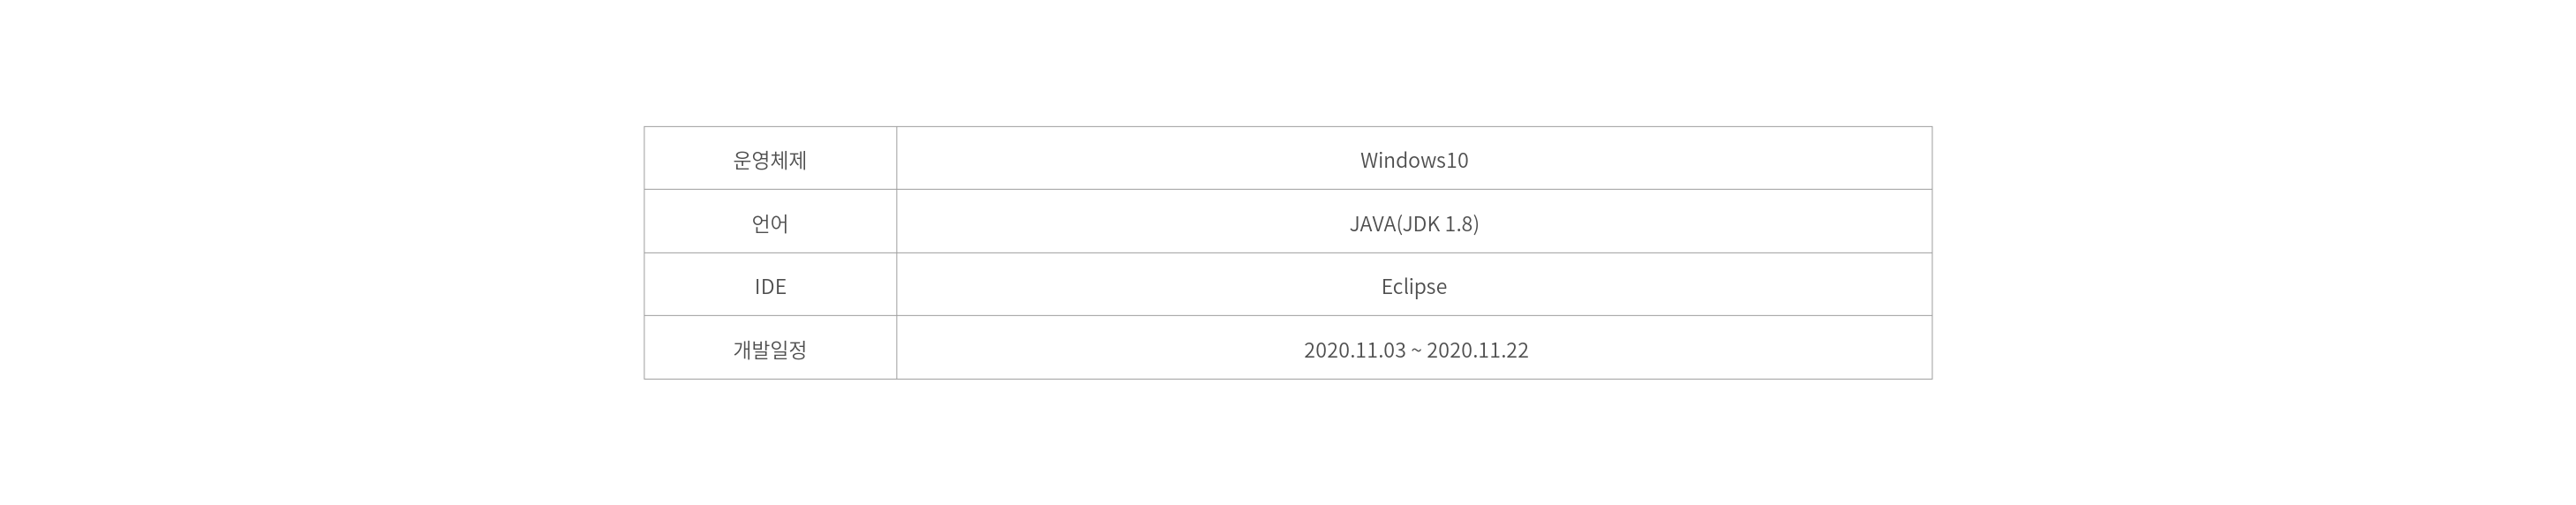 운영체제 Windows10
언어 JAVA(JDK 1.8)
IDE Eclipse
개발일정 2020.11.03 ~ 2020.11.22